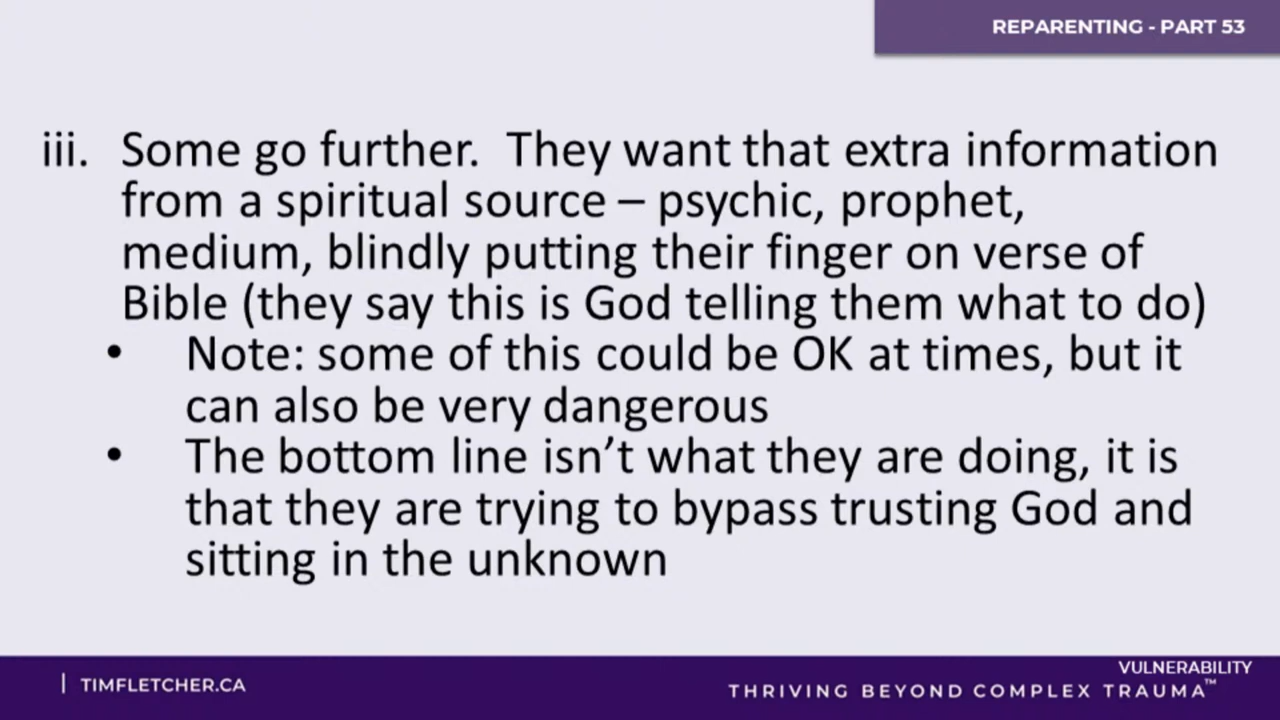 REPARENTING - PART 53
iii. Some go further.  They want that extra information
from a spiritual source – psychic, prophet,
medium, blindly putting their finger on verse of
Bible (they say this is God telling them what to do)
• Note: some of this could be OK at times, but it
can also be very dangerous
• The bottom line isn’t what they are doing, it is
that they are trying to bypass trusting God and
sitting in the unknown
| TIMFLETCHER.CA
VULNERABILITY
THRIVING BEYOND COMPLEX TRAUMA™